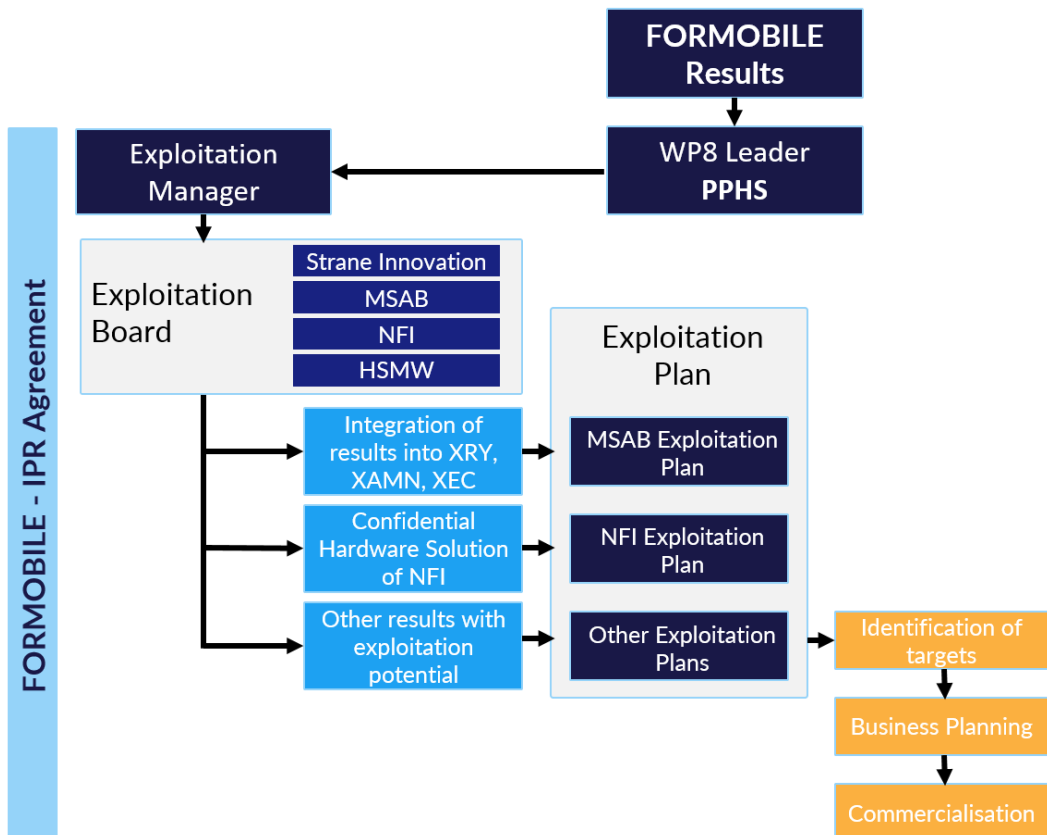 FORMOBILE
Results
WP8 Leader
PPHS
Exploitation
Manager
FORMOBILE - IPR Agreement
Exploitation
Board
Strane Innovation
MSAB
NFI
HSMW
Integration of
results into XRY,
XAMN, XEC
Confidential
Hardware Solution
of NFI
Other results with
exploitation
potential
Exploitation
Plan
MSAB Exploitation
Plan
NFI Exploitation
Plan
Other Exploitation
Plans
Identification of
targets
Business Planning
Commercialisation